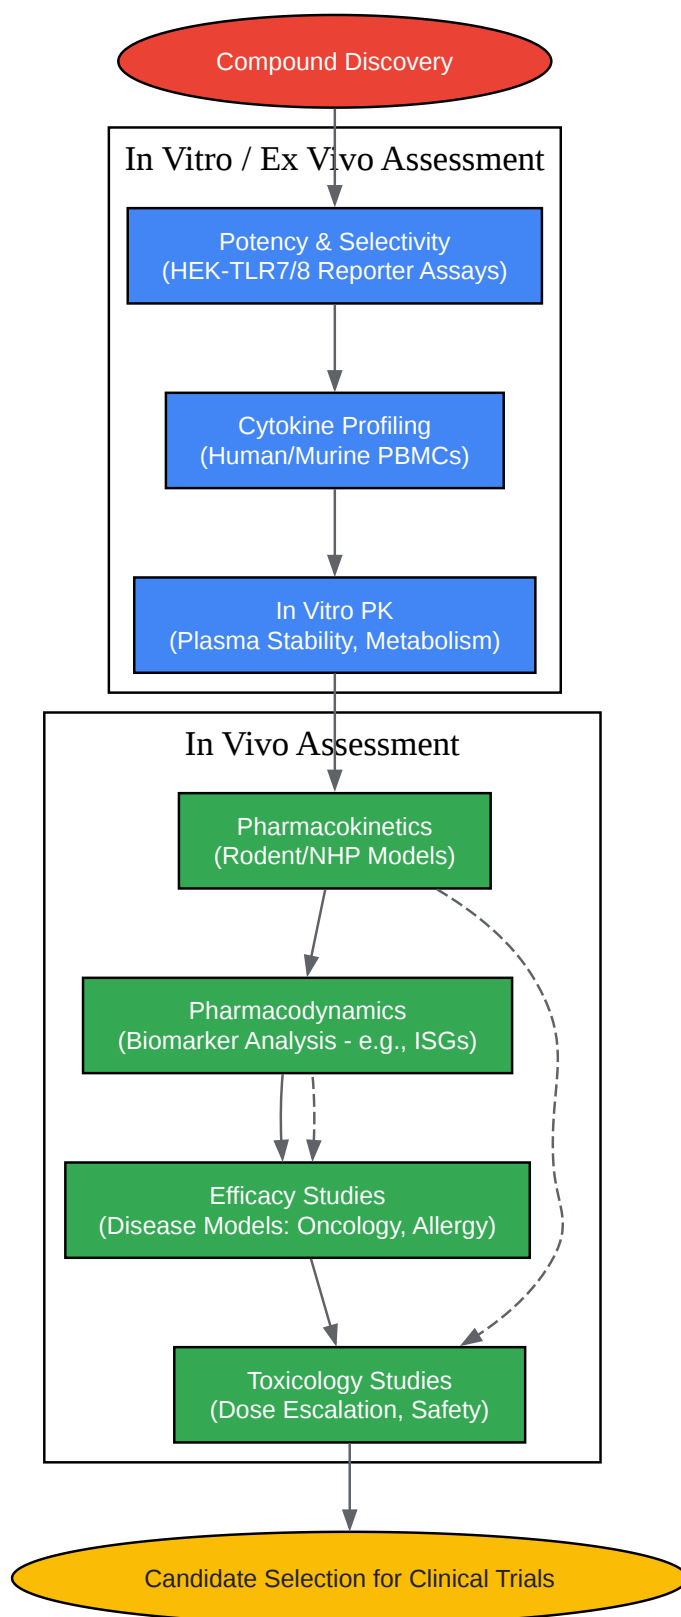 Compound Discovery
In Vitro / Ex Vivo Assessment
Potency & Selectivity
(HEK-TLR7/8 Reporter Assays)
Cytokine Profiling
(Human/Murine PBMCs)
In Vitro PK
(Plasma Stability, Metabolism)
In Vivo Assessment
Pharmacokinetics
(Rodent/NHP Models)
Pharmacodynamics
(Biomarker Analysis - e.g., ISGs)
Efficacy Studies
(Disease Models: Oncology, Allergy)
Toxicology Studies
(Dose Escalation, Safety)
Candidate Selection for Clinical Trials